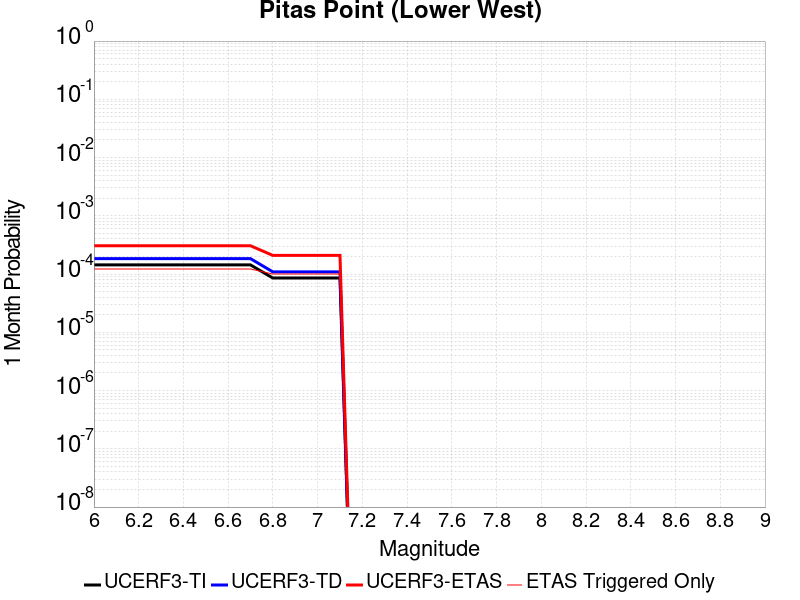 Pitas Point (Lower West)
10^0
10^-1
10^-2
10^-3
10^-4
10^-5
10^-6
10^-7
10^-8
1 Month Probability
6 6.2 6.4 6.6 6.8 7 7.2 7.4 7.6 7.8 8 8.2 8.4 8.6 8.8 9
Magnitude
UCERF3-TI UCERF3-TD UCERF3-ETAS ETAS Triggered Only